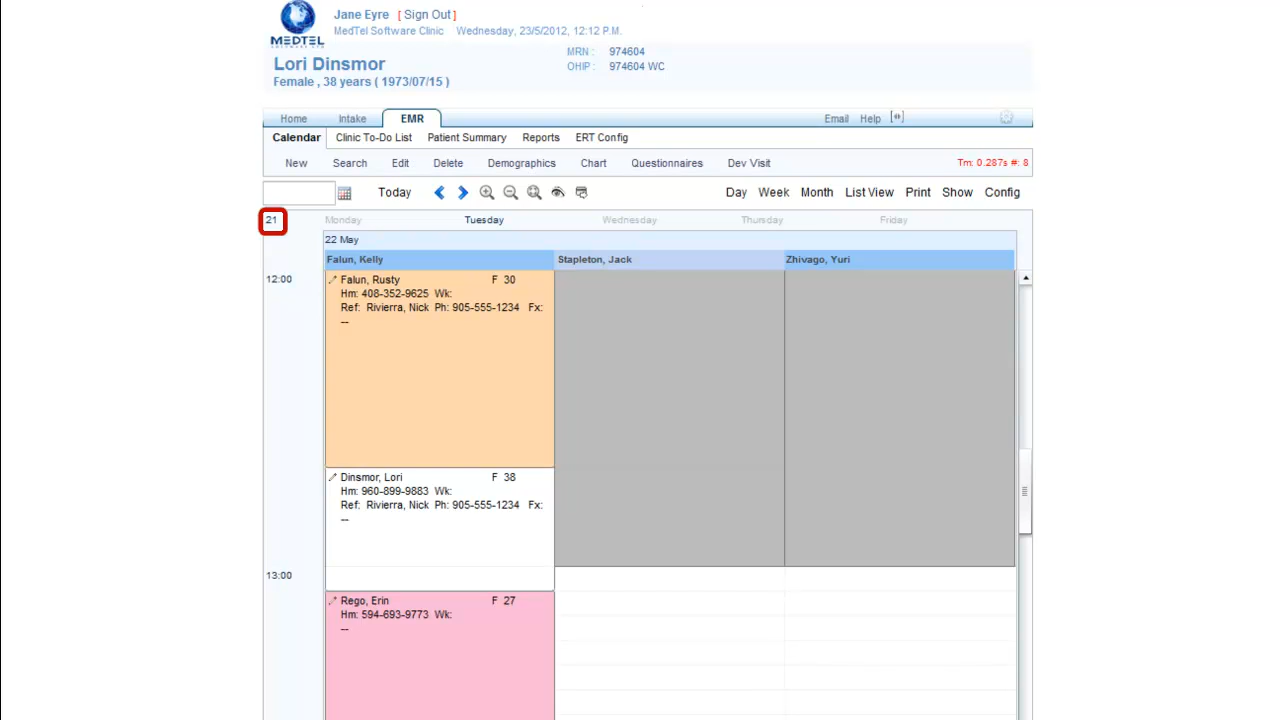 Jane Eyre [ Sign Out ]
MedTel Software Clinic Wednesday, 23/5/2012, 12:12 P.M.
MEDTEL
MRN : 974604
Lori Dinsmor
OHIP : 974604 WC
Female , 38 years ( 1973/07/15 )
Home Intake EMR Email Help
Calendar Clinic To-Do List Patient Summary Reports ERT Config
New Search Edit Delete Demographics Chart Questionnaires Dev Visit Tm: 0.287s #: 8
Today Day Week Month List View Print Show Config
21 Monday Tuesday Wednesday Thursday Friday
22 May
Falun, Kelly Stapleton, Jack Zhivago, Yuri
12:00 Falun, Rusty F 30
Hm: 408-352-9625 Wk:
Ref: Rivierra, Nick Ph: 905-555-1234 Fx:
--
Dinsmor, Lori F 38
Hm: 960-899-9883 Wk:
Ref: Rivierra, Nick Ph: 905-555-1234 Fx:
--
13:00
Rego, Erin F 27
Hm: 594-693-9773 Wk:
--